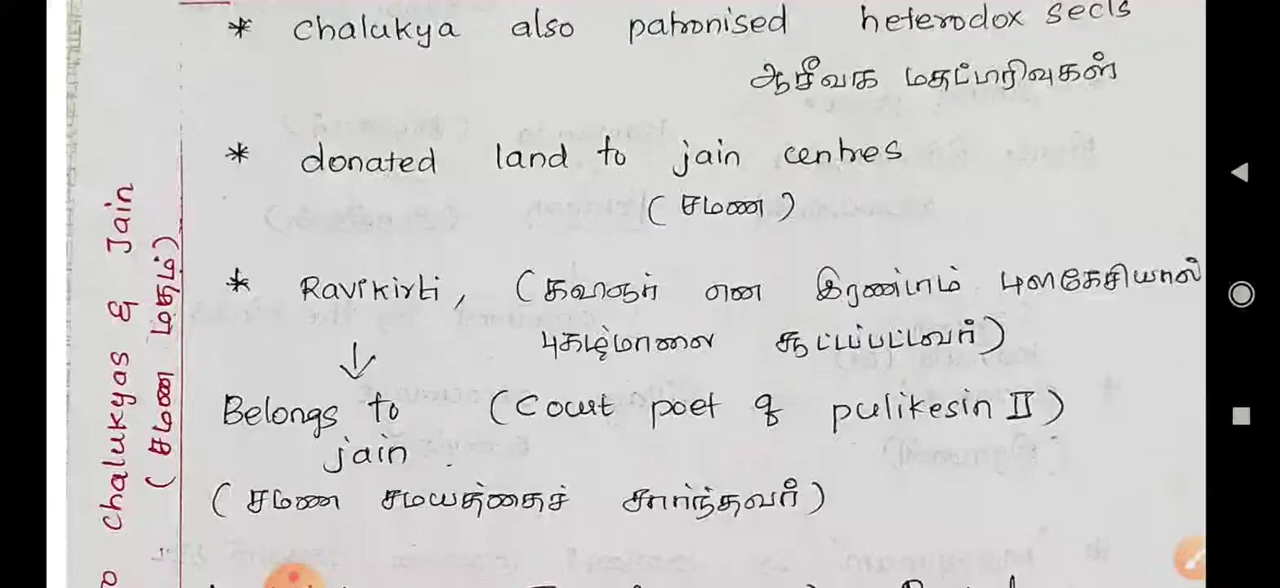 * Chalukya also patronised heterodox sects
ஆசீவக மதப்பிரிவுகள்
* donated land to jain centres
( சமண )
* Ravikirti, ( கவிஞர் என இரண்டாம் புலிகேசியால்
புகழ்மாலை சூட்டப்பட்டவர் )
↓
Belongs to ( Court poet of pulikesin II )
jain
( சமண சமயத்தைச் சார்ந்தவர் )
chalukyas & Jain
( சமண மதம் )